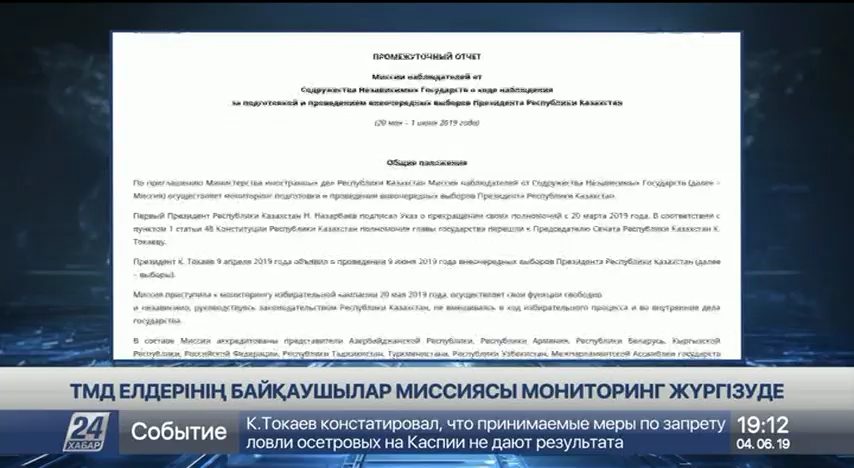 ПРОМЕЖУТОЧНЫЙ ОТЧЕТ
Миссии наблюдателей от
Содружества Независимых Государств о ходе наблюдения
за подготовкой и проведением внеочередных выборов Президента Республики Казахстан
(20 мая - 1 июня 2019 года)
Общие положения
По приглашению Министерства иностранных дел Республики Казахстан Миссия наблюдателей от Содружества Независимых Государств (далее –
Миссия) осуществляет мониторинг подготовки и проведения внеочередных выборов Президента Республики Казахстан.
Первый Президент Республики Казахстан Н. Назарбаев подписал Указ о прекращении своих полномочий с 20 марта 2019 года. В соответствии с
пунктом 1 статьи 48 Конституции Республики Казахстан полномочия главы государства перешли к Председателю Сената Республики Казахстан К.
Токаеву.
Президент К. Токаев 9 апреля 2019 года объявил о проведении 9 июня 2019 года внеочередных выборов Президента Республики Казахстан (далее
– выборы).
Миссия приступила к мониторингу избирательной кампании 20 мая 2019 года, осуществляет свои функции свободно
и независимо, руководствуясь законодательством Республики Казахстан, не вмешиваясь в ход избирательного процесса и во внутренние дела
государства.
В составе Миссии аккредитованы представители Азербайджанской Республики, Республики Армения, Республики Беларусь, Кыргызской
Республики, Российской Федерации, Республики Таджикистан, Туркменистана, Республики Узбекистан, Межпарламентской Ассамблеи государств
ТМД ЕЛДЕРІНІҢ БАЙҚАУШЫЛАР МИССИЯСЫ МОНИТОРИНГ ЖҮРГІЗУДЕ
24
ХАБАР
Событие
К.Токаев констатировал, что принимаемые меры по запрету
ловли осетровых на Каспии не дают результата
19:12
04.06.19